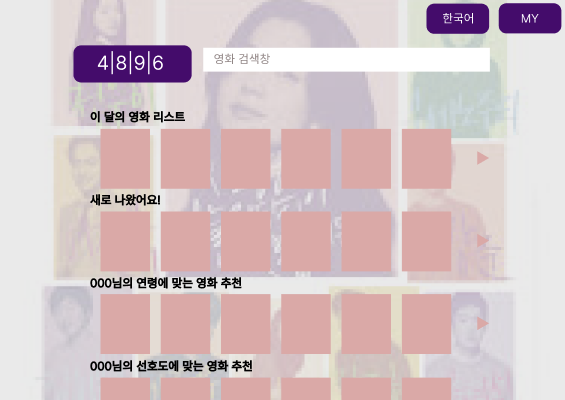 한국어
MY
4|8|9|6
영화 검색창
이 달의 영화 리스트
새로 나왔어요!
000님의 연령에 맞는 영화 추천
000님의 선호도에 맞는 영화 추천